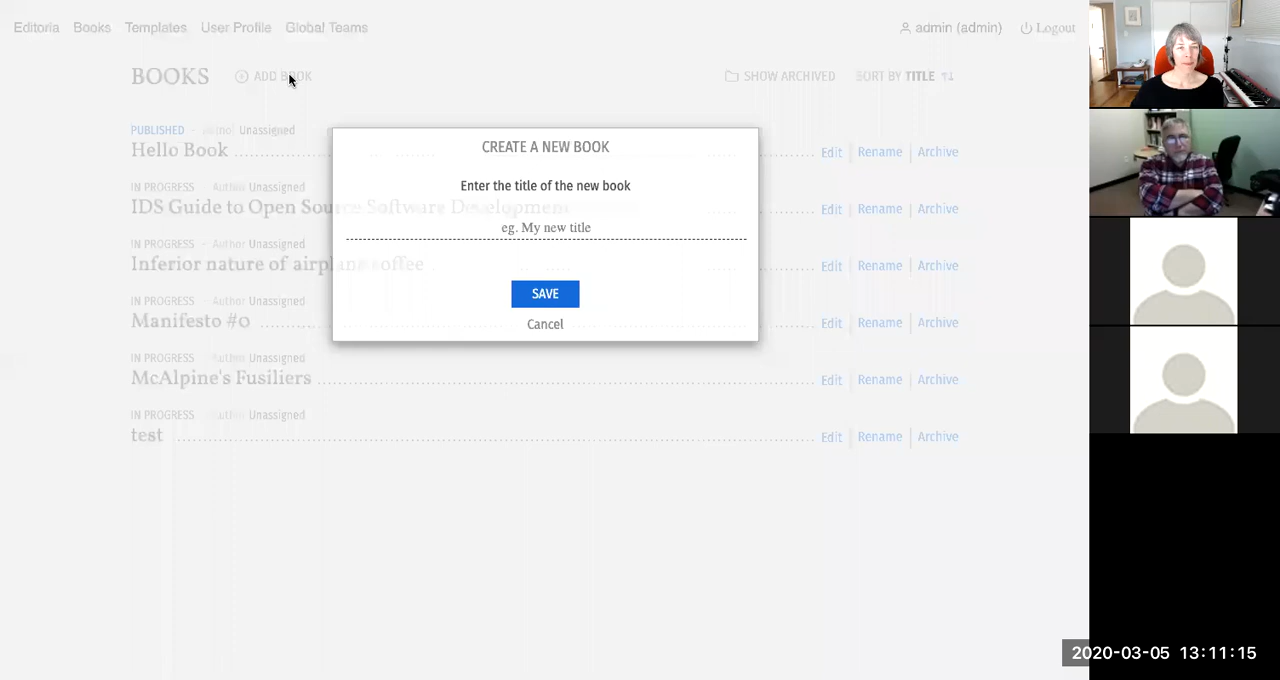 Editoria Books Templates User Profile Global Teams admin (admin) Logout
BOOKS ADD BOOK SHOW ARCHIVED SORT BY TITLE
PUBLISHED - Author Unassigned
Hello Book Edit Rename Archive
IN PROGRESS - Author Unassigned
IDS Guide to Open Source Software Development Edit Rename Archive
IN PROGRESS - Author Unassigned
Inferior nature of airplane coffee Edit Rename Archive
IN PROGRESS - Author Unassigned
Manifesto #0 Edit Rename Archive
IN PROGRESS - Author Unassigned
McAlpine's Fusiliers Edit Rename Archive
IN PROGRESS - Author Unassigned
test Edit Rename Archive
CREATE A NEW BOOK
Enter the title of the new book
eg. My new title
SAVE
Cancel
2020-03-05 13:11:15